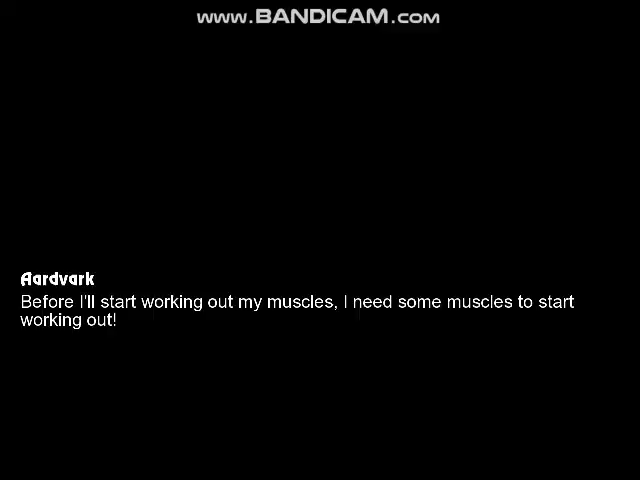 www.BANDICAM.com
Aardvark
Before I'll start working out my muscles, I need some muscles to start
working out!